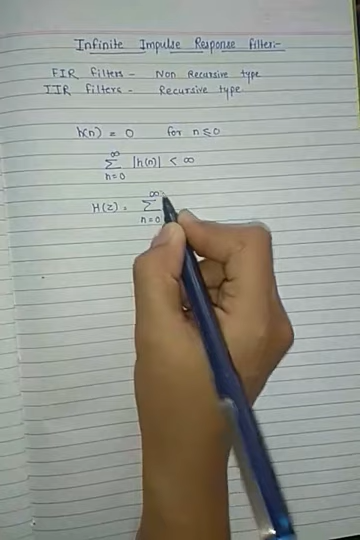 Infinite Impulse Response filter:-
FIR filters - Non Recursive type
IIR filters - Recursive type
h(n) = 0 for n ≤ 0
∞
∑ |h(n)| < ∞
n=0
∞
H(z) = ∑
n=0